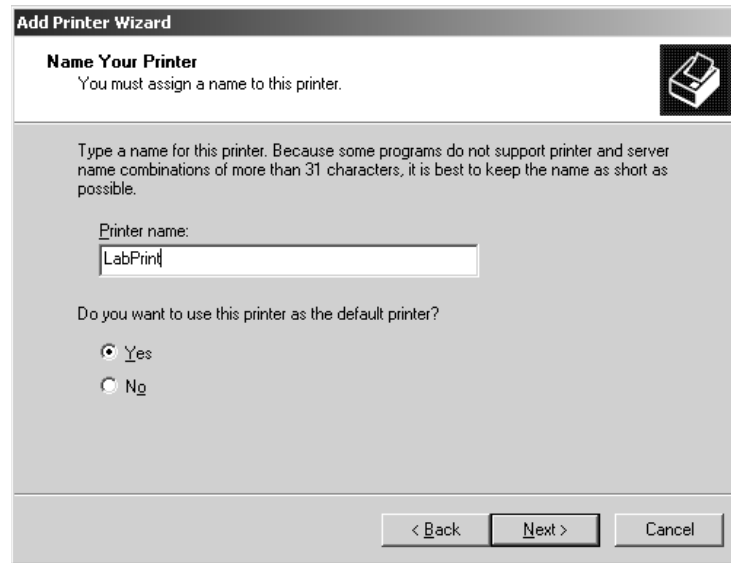 Add Printer Wizard
Name Your Printer
You must assign a name to this printer.
Type a name for this printer. Because some programs do not support printer and server
name combinations of more than 31 characters, it is best to keep the name as short as
possible.
Printer name:
LabPrint
Do you want to use this printer as the default printer?
Yes
No
< Back Next > Cancel